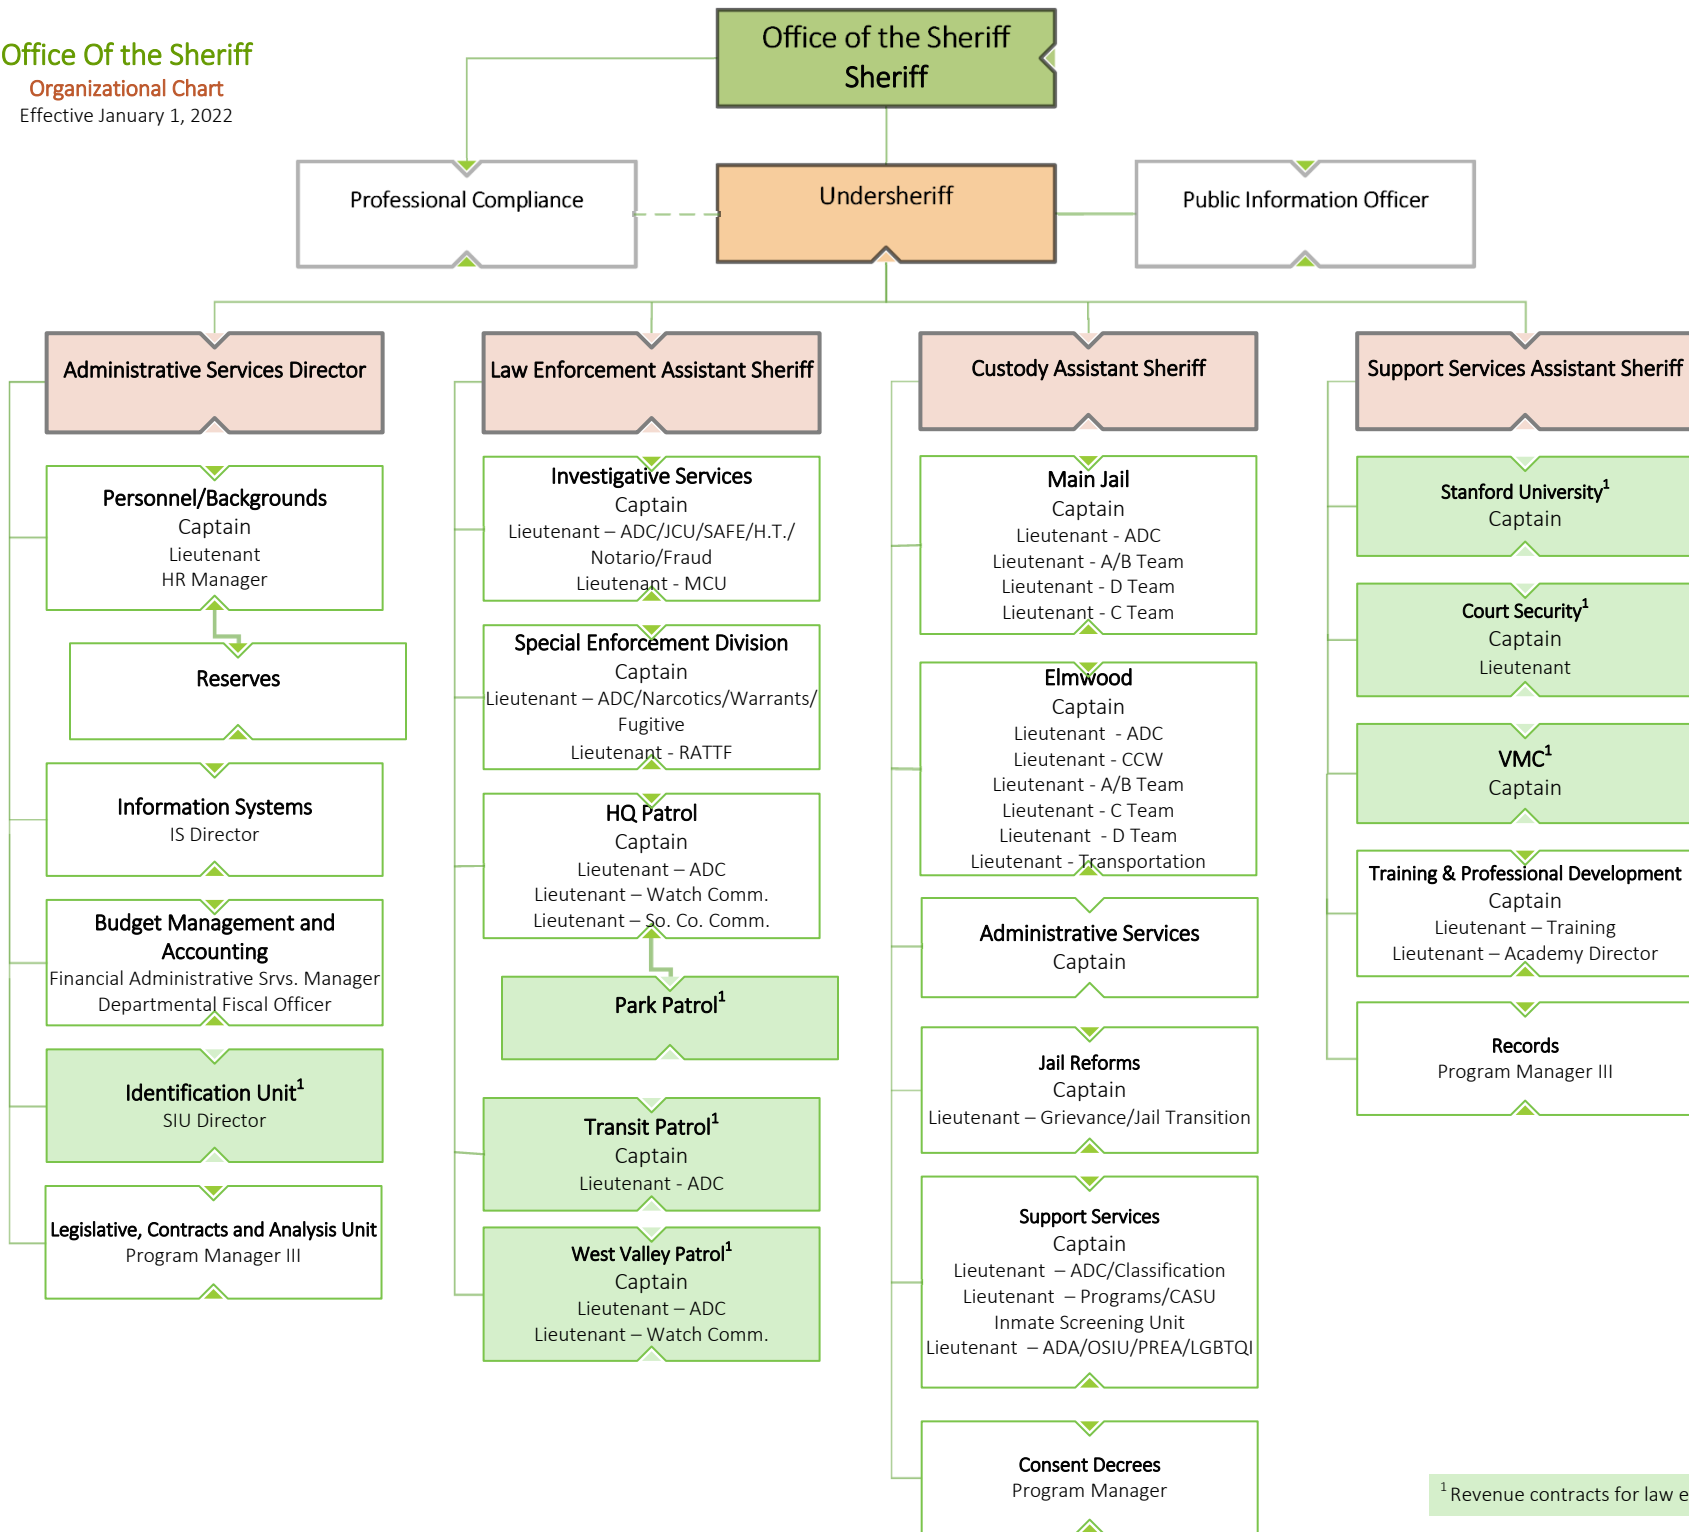 Office Of the Sheriff
Organizational Chart
Effective January 1, 2022
Office of the Sheriff
Sheriff
Professional Compliance
Undersheriff
Public Information Officer
Administrative Services Director
Personnel/Backgrounds
Captain
Lieutenant
HR Manager
Reserves
Information Systems
IS Director
Budget Management and
Accounting
Financial Administrative Srvs. Manager
Departmental Fiscal Officer
Identification Unit¹
SIU Director
Legislative, Contracts and Analysis Unit
Program Manager III
Law Enforcement Assistant Sheriff
Investigative Services
Captain
Lieutenant – ADC/JCU/SAFE/H.T./
Notario/Fraud
Lieutenant - MCU
Special Enforcement Division
Captain
Lieutenant – ADC/Narcotics/Warrants/
Fugitive
Lieutenant - RATTF
HQ Patrol
Captain
Lieutenant – ADC
Lieutenant – Watch Comm.
Lieutenant – So. Co. Comm.
Park Patrol¹
Transit Patrol¹
Captain
Lieutenant - ADC
West Valley Patrol¹
Captain
Lieutenant – ADC
Lieutenant – Watch Comm.
Custody Assistant Sheriff
Main Jail
Captain
Lieutenant - ADC
Lieutenant - A/B Team
Lieutenant - D Team
Lieutenant - C Team
Elmwood
Captain
Lieutenant - ADC
Lieutenant - CCW
Lieutenant - A/B Team
Lieutenant - C Team
Lieutenant - D Team
Lieutenant - Transportation
Administrative Services
Captain
Jail Reforms
Captain
Lieutenant – Grievance/Jail Transition
Support Services
Captain
Lieutenant – ADC/Classification
Lieutenant – Programs/CASU
Inmate Screening Unit
Lieutenant – ADA/OSIU/PREA/LGBTQI
Consent Decrees
Program Manager
Support Services Assistant Sheriff
Stanford University¹
Captain
Court Security¹
Captain
Lieutenant
VMC¹
Captain
Training & Professional Development
Captain
Lieutenant – Training
Lieutenant – Academy Director
Records
Program Manager III
¹ Revenue contracts for law e